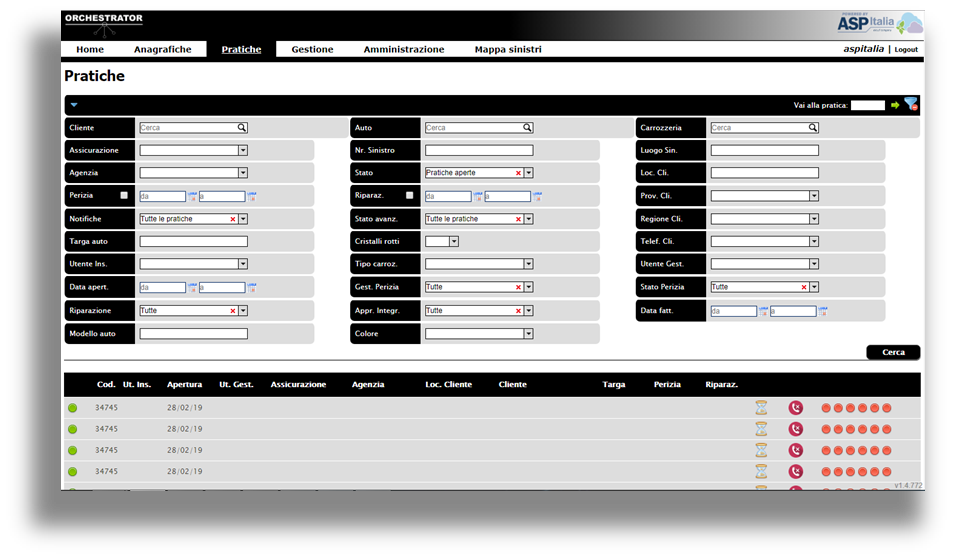 ORCHESTRATOR
POWERED BY
ASPItalia
Home Anagrafiche Pratiche Gestione Amministrazione Mappa sinistri aspitalia | Logout
Pratiche
Vai alla pratica:
Cliente Cerca Auto Cerca Carrozzeria Cerca
Assicurazione Nr. Sinistro Luogo Sin.
Agenzia Stato Pratiche aperte Loc. Cli.
Perizia da a Riparaz. da a Prov. Cli.
Notifiche Tutte le pratiche Stato avanz. Tutte le pratiche Regione Cli.
Targa auto Cristalli rotti Telef. Cli.
Utente Ins. Tipo carroz. Utente Gest.
Data apert. da a Gest. Perizia Tutte Stato Perizia Tutte
Riparazione Tutte Appr. Integr. Tutte Data fatt. da a
Modello auto Colore
Cerca
Cod. Ut. Ins. Apertura Ut. Gest. Assicurazione Agenzia Loc. Cliente Cliente Targa Perizia Riparaz.
34745 28/02/19
34745 28/02/19
34745 28/02/19
34745 28/02/19
v1.4.772